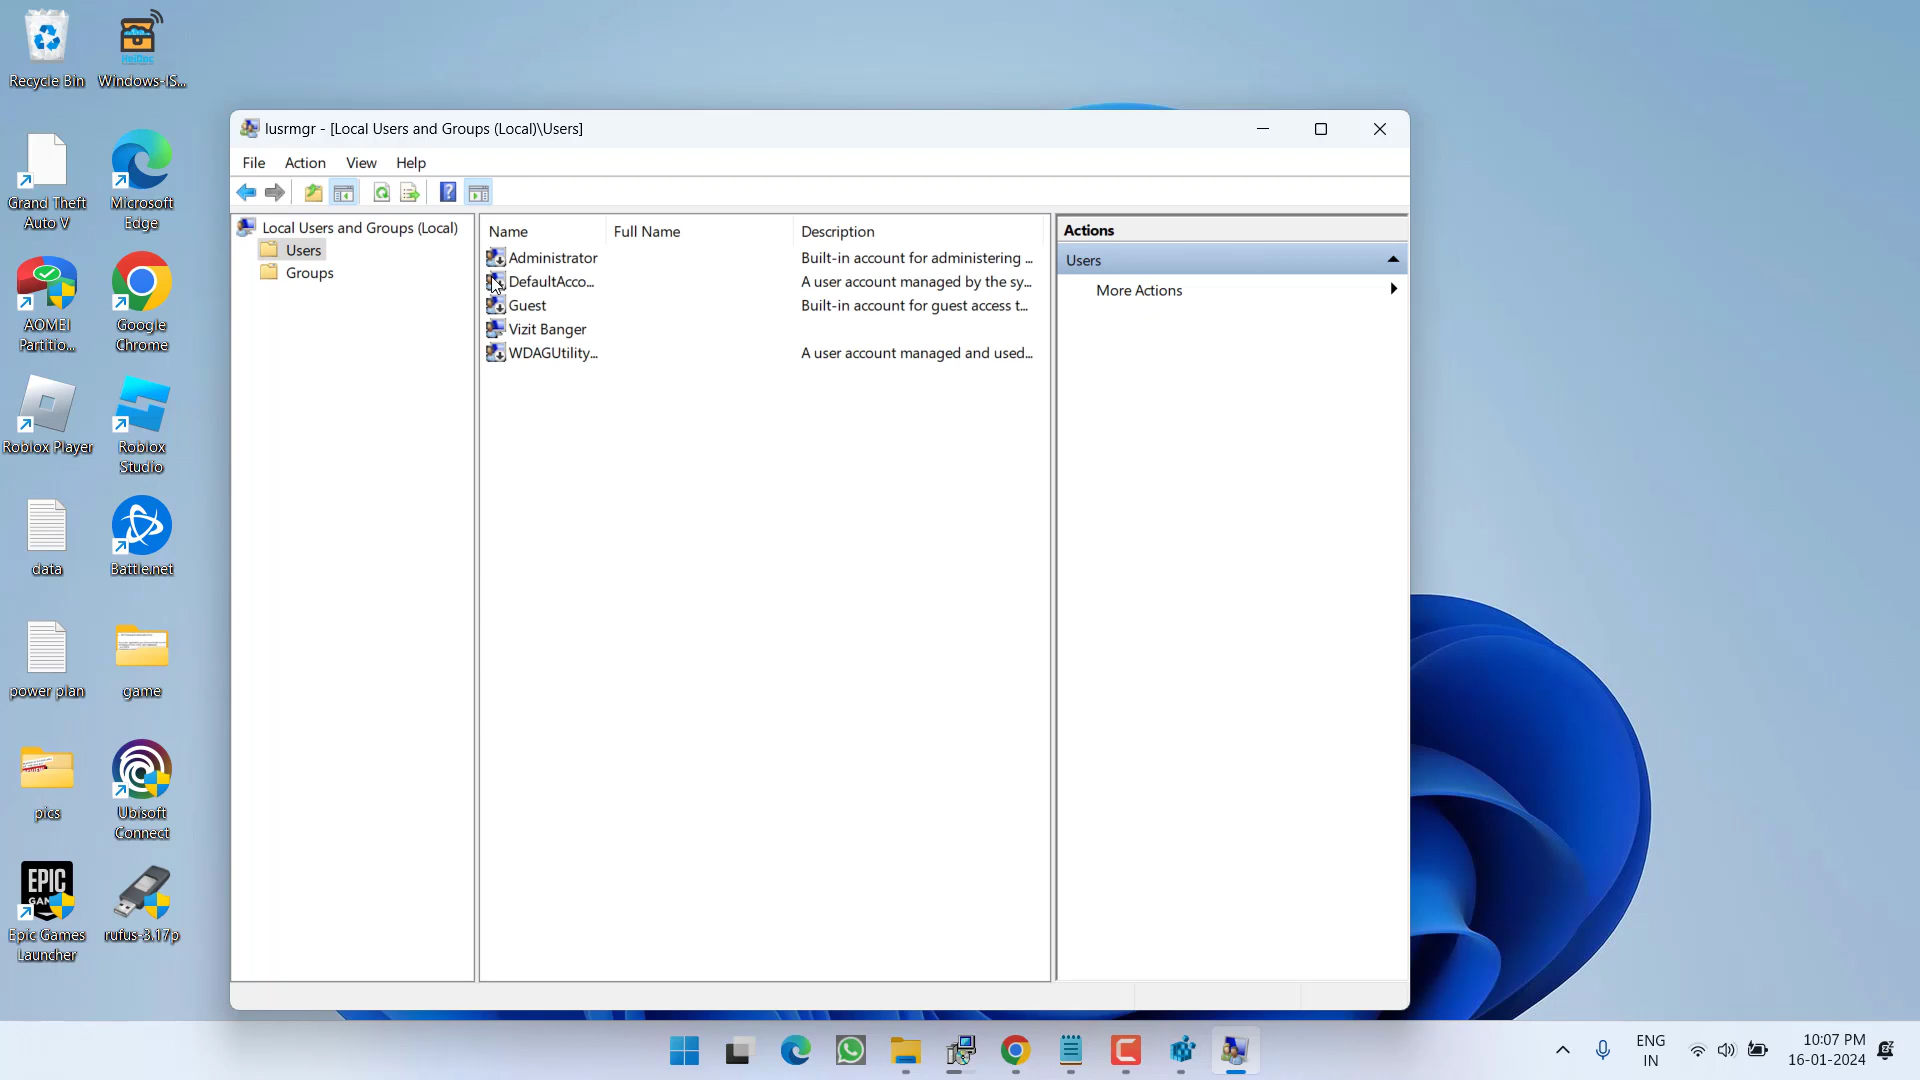 Recycle Bin
Windows-IS...
Grand Theft
Auto V
Microsoft
Edge
AOMEI
Partitio...
Google
Chrome
Roblox Player
Roblox
Studio
data
Battle.net
power plan
game
pics
Ubisoft
Connect
EPIC
Epic Games
Launcher
rufus-3.17p
lusrmgr - [Local Users and Groups (Local)\Users]
File Action View Help
Local Users and Groups (Local)
Users
Groups
Name Full Name Description
Administrator Built-in account for administering ...
DefaultAcco... A user account managed by the sy...
Guest Built-in account for guest access t...
Vizit Banger
WDAGUtility... A user account managed and used...
Actions
Users
More Actions
ENG
IN
10:07 PM
16-01-2024